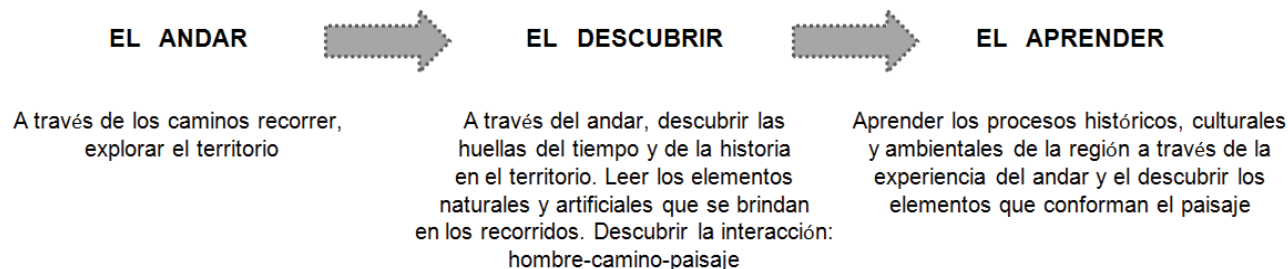 EL ANDAR
EL DESCUBRIR
EL APRENDER
A través de los caminos recorrer,
explorar el territorio
A través del andar, descubrir las
huellas del tiempo y de la historia
en el territorio. Leer los elementos
naturales y artificiales que se brindan
en los recorridos. Descubrir la interacción:
hombre-camino-paisaje
Aprender los procesos históricos, culturales
y ambientales de la región a través de la
experiencia del andar y el descubrir los
elementos que conforman el paisaje